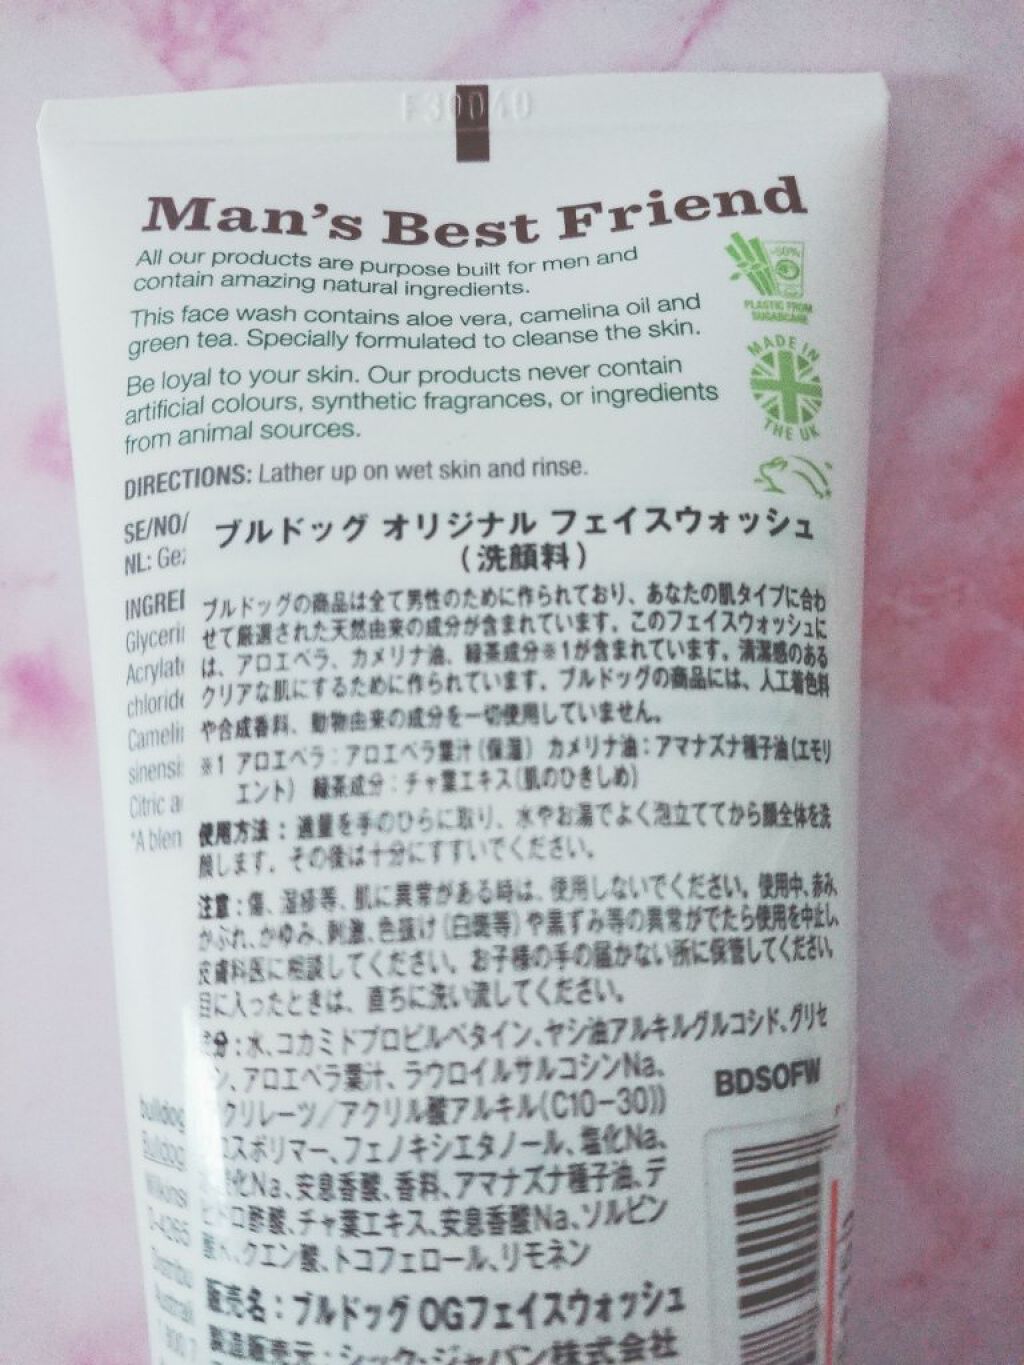 F30040
Man's Best Friend
All our products are purpose built for men and
contain amazing natural ingredients.
This face wash contains aloe vera, camelina oil and
green tea. Specially formulated to cleanse the skin.
Be loyal to your skin. Our products never contain
artificial colours, synthetic fragrances, or ingredients
from animal sources.
-50%
PLASTIC FROM
SUGARCANE
MADE IN
THE UK
DIRECTIONS: Lather up on wet skin and rinse.
SE/NO/
NL:
INGREI
Glyceri
Acrylat
chlorid
Cameli
sinensi
Citric a
*A blen
ブルドッグ オリジナル フェイスウォッシュ
(洗顔料)
ブルドッグの商品は全て男性のために作られており、あなたの肌タイプに合わ
せて厳選された天然由来の成分が含まれています。このフェイスウォッシュに
は、アロエベラ、カメリナ油、緑茶成分※1が含まれています。清潔感のある
クリアな肌にするために作られています。ブルドッグの商品には、人工着色料
や合成香料、動物由来の成分を一切使用していません。
※1 アロエベラ:アロエベラ葉汁(保湿) カメリナ油:アマナズナ種子油(エモリ
エント) 緑茶成分:チャ葉エキス(肌のひきしめ)
使用方法:適量を手のひらに取り、水やお湯でよく泡立ててから顔全体を洗
顔します。その後は十分にすすいでください。
注意:傷、湿疹等、肌に異常がある時は、使用しないでください。使用中、赤み、
かぶれ、かゆみ、刺激、色抜け(白斑等)や黒ずみ等の異常がでたら使用を中止し、
皮膚科医に相談してください。お子様の手の届かない所に保管してください。
目に入ったときは、直ちに洗い流してください。
分:水、コカミドプロピルベタイン、ヤシ油アルキルグルコシド、グリセ
ン、アロエベラ葉汁、ラウロイルサルコシンNa、
クリレーツ/アクリル酸アルキル(C10-30))
ロスポリマー、フェノキシエタノール、塩化Na、
化Na、安息香酸、香料、アマナズナ種子油、デ
ヒドロ酢酸、チャ葉エキス、安息香酸Na、ソルビン
クエン酸、トコフェロール、リモネン
販売名:ブルドッグOGフェイスウォッシュ
製造販売元:シック・ジャパン株式会社
BDSOFW
bulldog
Bulldog
Wilkins